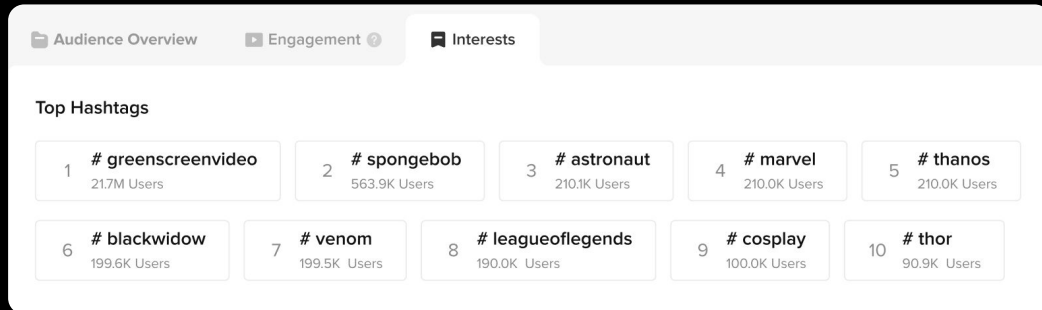 Audience Overview Engagement ? Interests
Top Hashtags
1 # greenscreenvideo 21.7M Users
2 # spongebob 563.9K Users
3 # astronaut 210.1K Users
4 # marvel 210.0K Users
5 # thanos 210.0K Users
6 # blackwidow 199.6K Users
7 # venom 199.5K Users
8 # leagueoflegends 190.0K Users
9 # cosplay 100.0K Users
10 # thor 90.9K Users